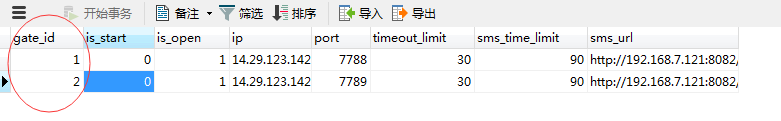 开始事务 备注 筛选 排序 导入 导出
gate_id is_start is_open ip port timeout_limit sms_time_limit sms_url
1 0 1 14.29.123.142 7788 30 90 http://192.168.7.121:8082/
2 0 1 14.29.123.142 7789 30 90 http://192.168.7.121:8082/